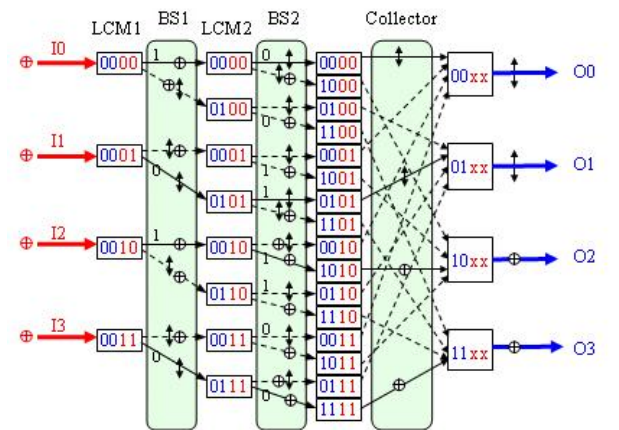 LCM1 BS1 LCM2 BS2 Collector
I0 0000 1 0000 0 0000 00xx O0
1000
0100 0100
0 1100
I1 0001 0 0001 1 0001 01xx O1
1001
0101 1 0101
1101
I2 0010 1 0010 1 0010 10xx O2
1010
0110 1 0110
1110
I3 0011 0 0011 0 0011 11xx O3
1011
0111 0 0111
1111